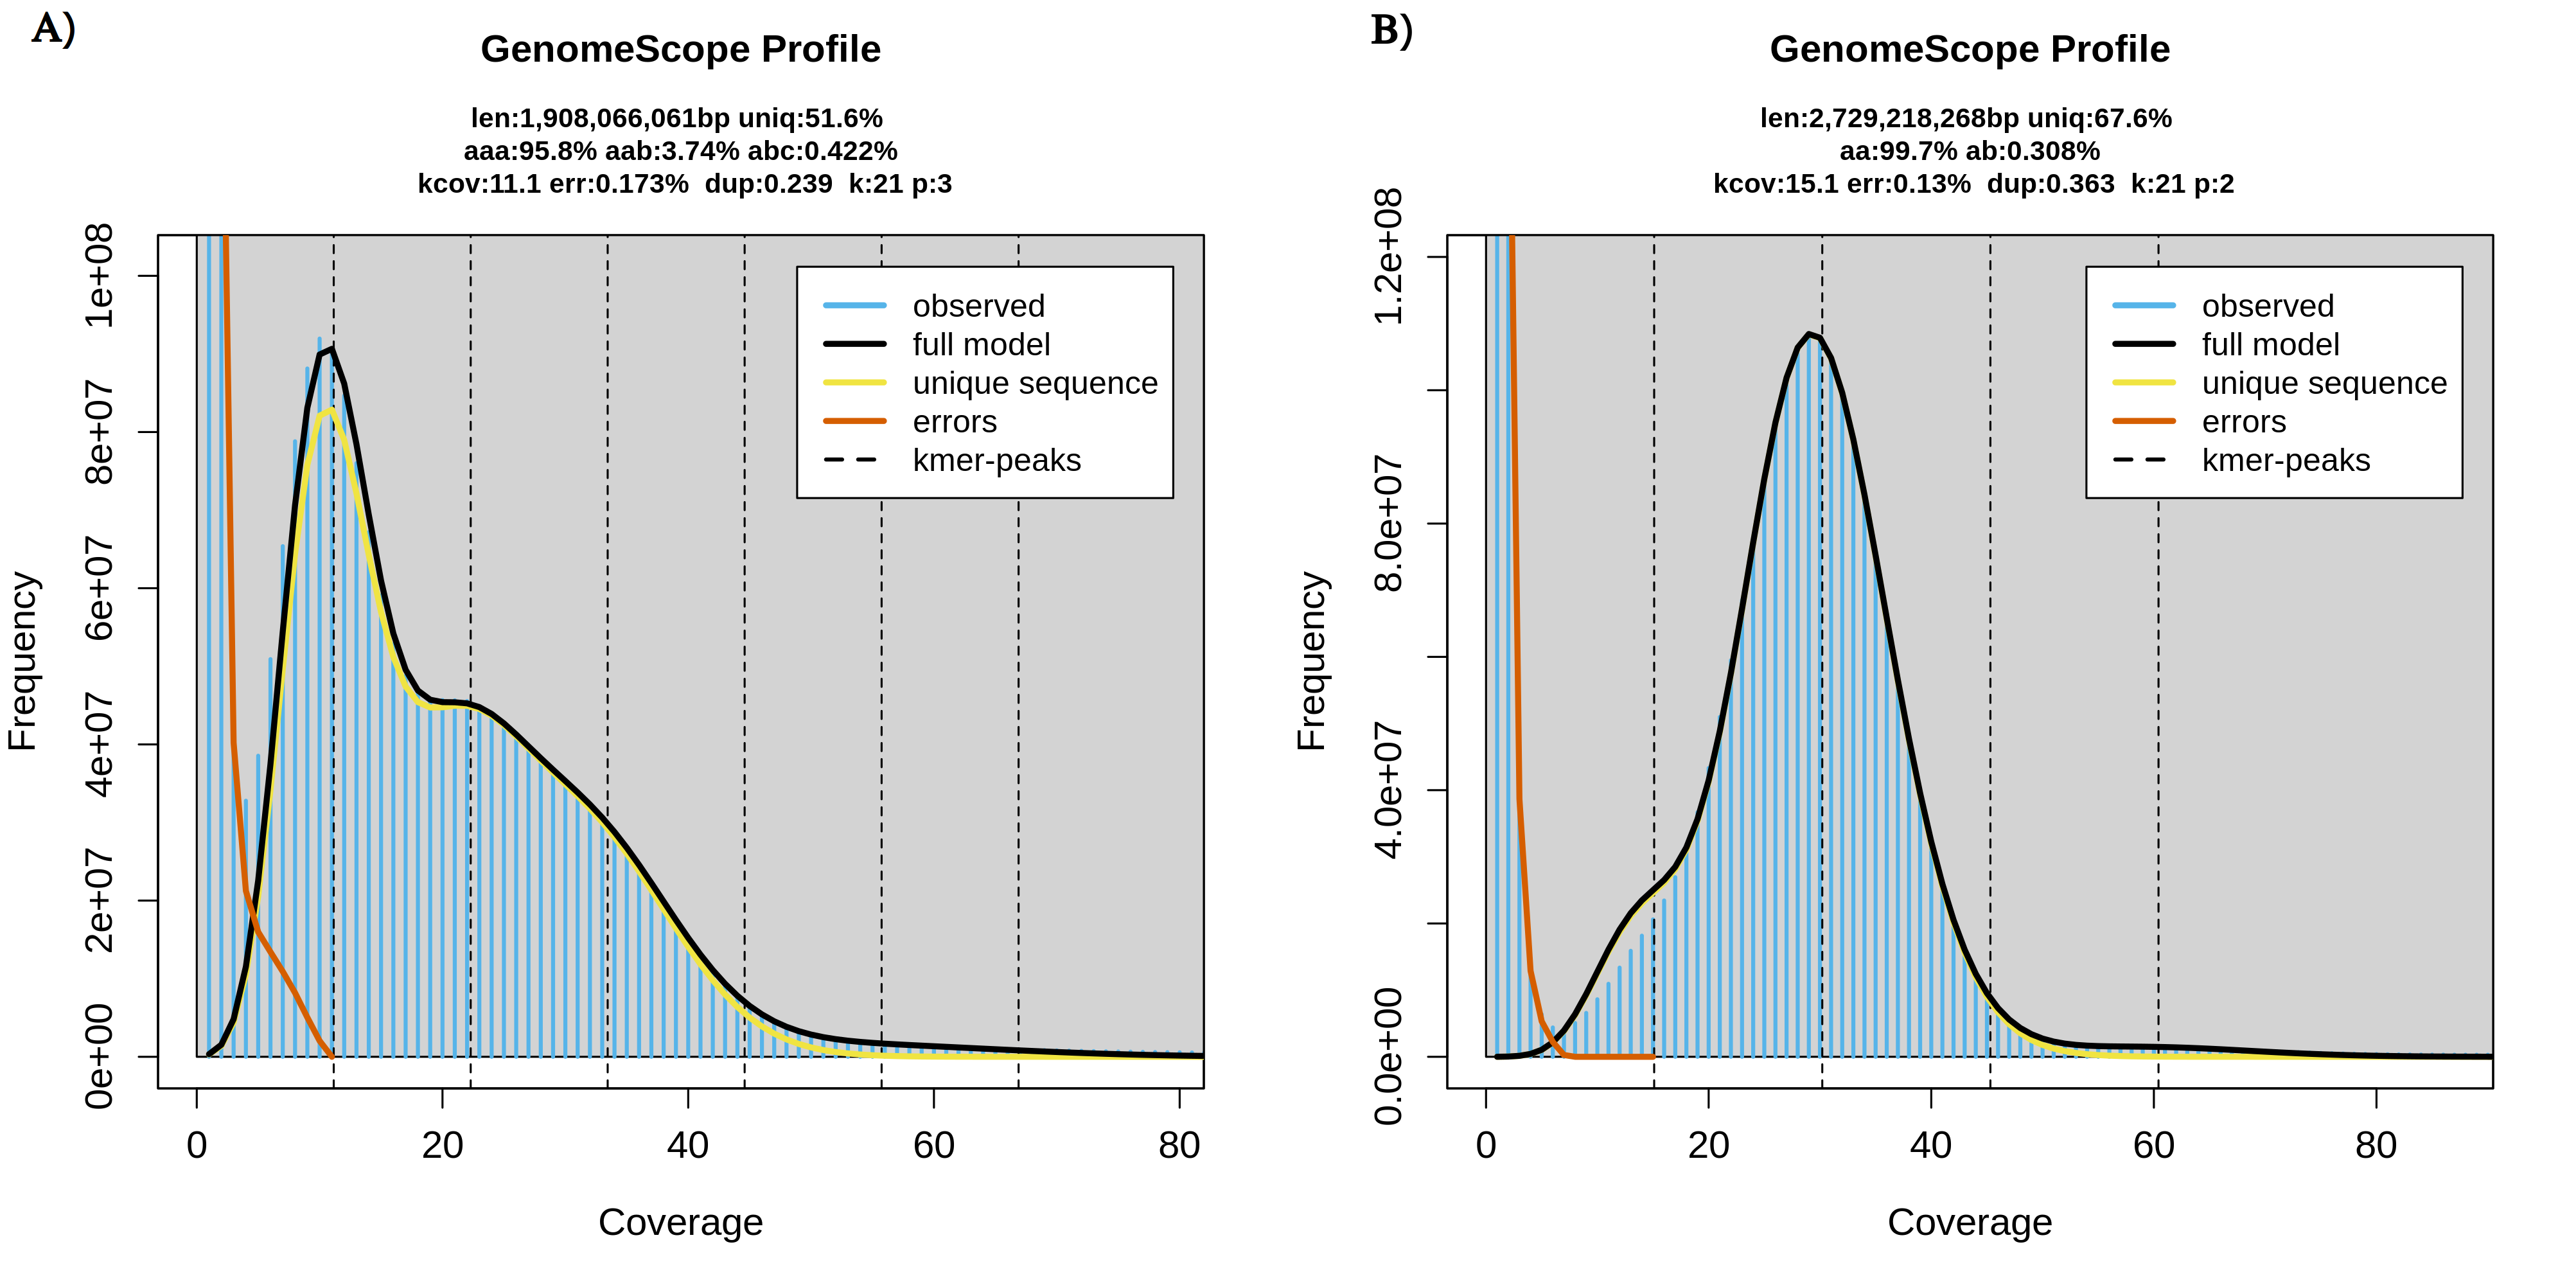 A)
GenomeScope Profile
len:1,908,066,061bp uniq:51.6%
aaa:95.8% aab:3.74% abc:0.422%
kcov:11.1 err:0.173%  dup:0.239  k:21 p:3
Frequency
1e+08
8e+07
6e+07
4e+07
2e+07
0e+00
observed
full model
unique sequence
errors
kmer-peaks
0 20 40 60 80
Coverage
B)
GenomeScope Profile
len:2,729,218,268bp uniq:67.6%
aa:99.7% ab:0.308%
kcov:15.1 err:0.13%  dup:0.363  k:21 p:2
Frequency
1.2e+08
8.0e+07
4.0e+07
0.0e+00
observed
full model
unique sequence
errors
kmer-peaks
0 20 40 60 80
Coverage